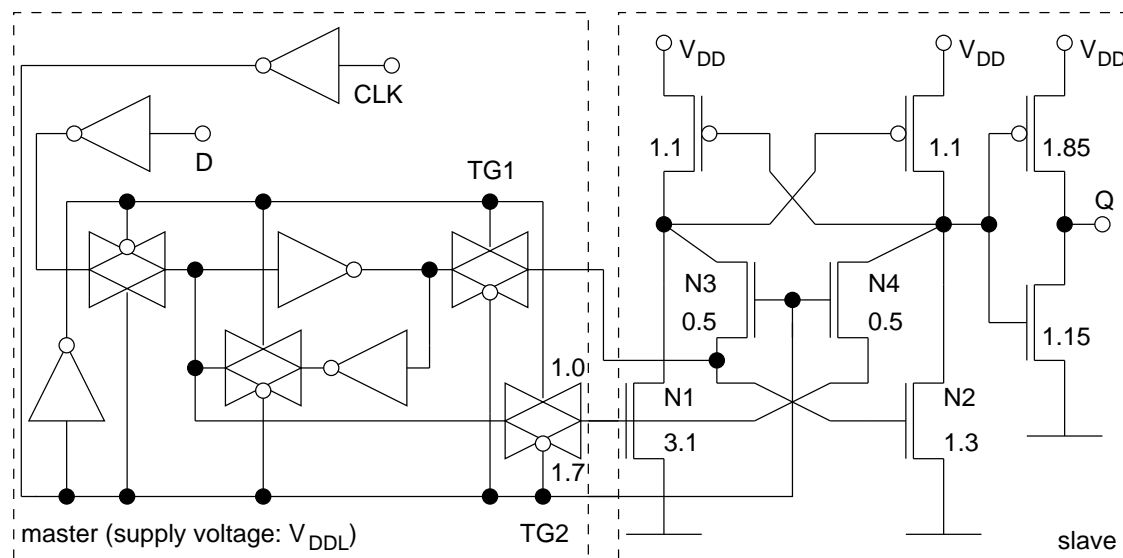 CLK
V_DD
V_DD
V_DD
D
1.1
1.1
1.85
TG1
Q
N3
N4
0.5
0.5
1.15
1.0
N1
N2
3.1
1.3
1.7
master (supply voltage: V_DDL)
TG2
slave